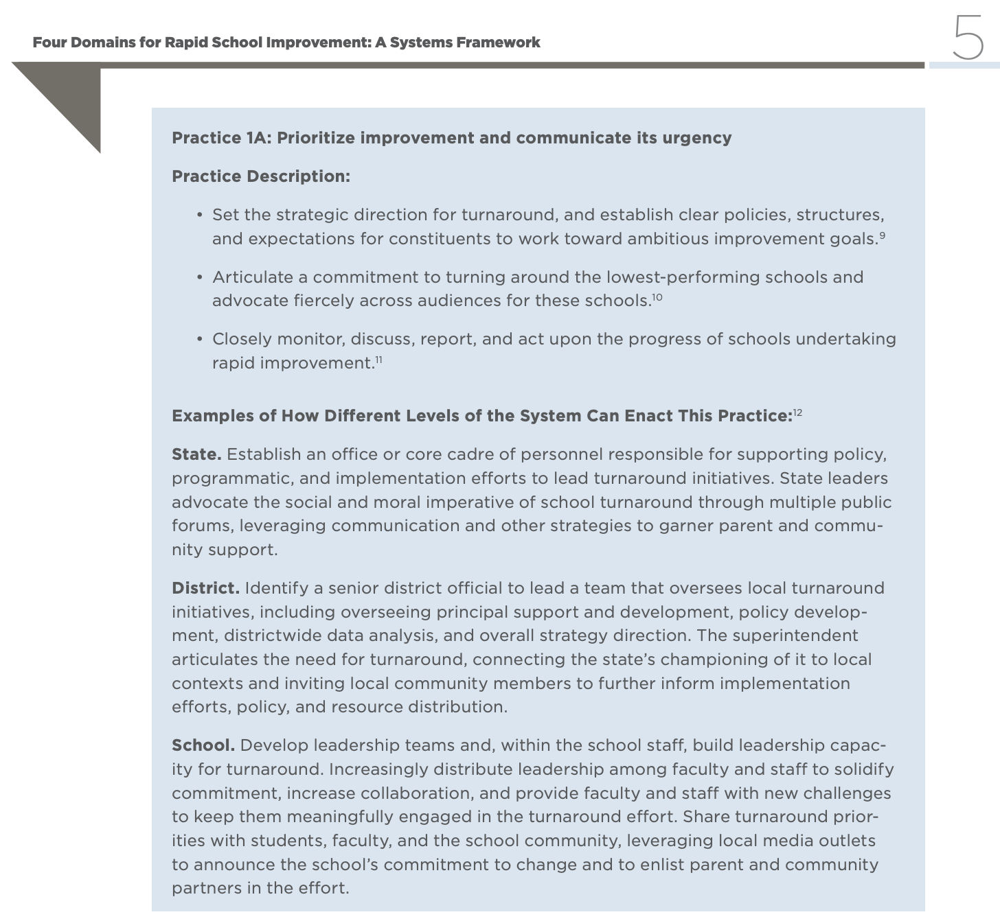 Four Domains for Rapid School Improvement: A Systems Framework
5
Practice 1A: Prioritize improvement and communicate its urgency
Practice Description:
• Set the strategic direction for turnaround, and establish clear policies, structures,
and expectations for constituents to work toward ambitious improvement goals.9
• Articulate a commitment to turning around the lowest-performing schools and
advocate fiercely across audiences for these schools.10
• Closely monitor, discuss, report, and act upon the progress of schools undertaking
rapid improvement.11
Examples of How Different Levels of the System Can Enact This Practice:12
State. Establish an office or core cadre of personnel responsible for supporting policy,
programmatic, and implementation efforts to lead turnaround initiatives. State leaders
advocate the social and moral imperative of school turnaround through multiple public
forums, leveraging communication and other strategies to garner parent and commu-
nity support.
District. Identify a senior district official to lead a team that oversees local turnaround
initiatives, including overseeing principal support and development, policy develop-
ment, districtwide data analysis, and overall strategy direction. The superintendent
articulates the need for turnaround, connecting the state’s championing of it to local
contexts and inviting local community members to further inform implementation
efforts, policy, and resource distribution.
School. Develop leadership teams and, within the school staff, build leadership capac-
ity for turnaround. Increasingly distribute leadership among faculty and staff to solidify
commitment, increase collaboration, and provide faculty and staff with new challenges
to keep them meaningfully engaged in the turnaround effort. Share turnaround prior-
ities with students, faculty, and the school community, leveraging local media outlets
to announce the school’s commitment to change and to enlist parent and community
partners in the effort.